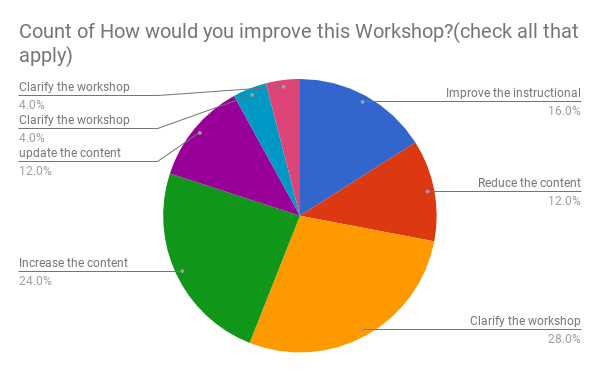 Count of How would you improve this Workshop?(check all that
apply)
Clarify the workshop
4.0%
Clarify the workshop
4.0%
update the content
12.0%
Increase the content
24.0%
Improve the instructional
16.0%
Reduce the content
12.0%
Clarify the workshop
28.0%